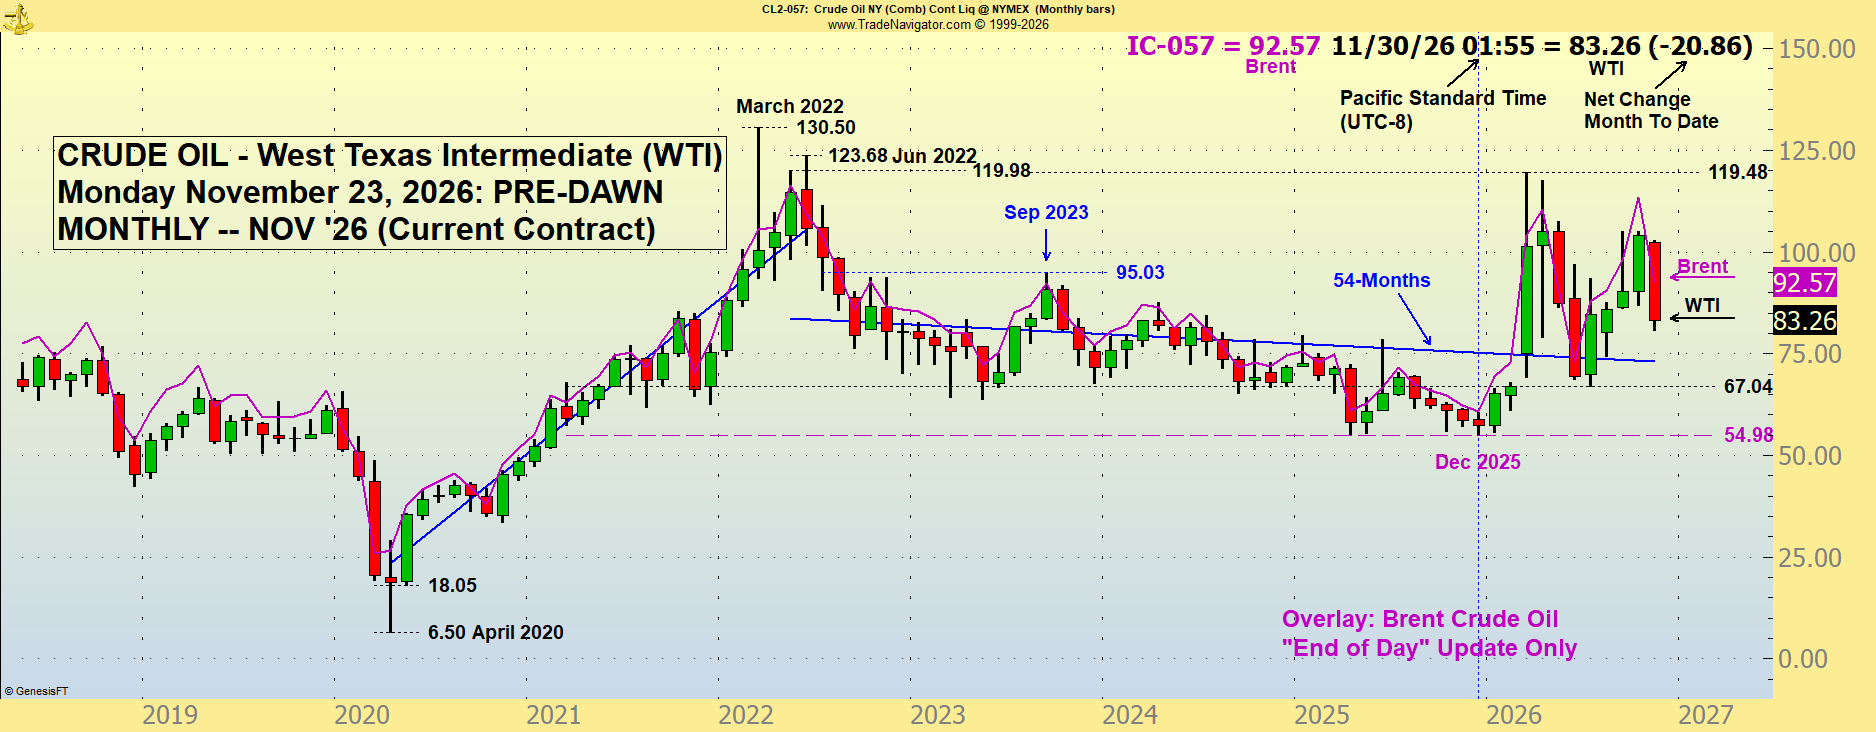 CL2-057: Crude Oil NY (Comb) Cont Liq @ NYMEX (Monthly bars)
www.TradeNavigator.com © 1999-2026
IC-057 = 92.57 11/30/26 01:55 = 83.26 (-20.86)
Brent
WTI
Pacific Standard Time
(UTC-8)
Net Change
Month To Date
CRUDE OIL - West Texas Intermediate (WTI)
Monday November 23, 2026: PRE-DAWN
MONTHLY -- NOV '26 (Current Contract)
March 2022
130.50
123.68 Jun 2022
119.98
119.48
Sep 2023
95.03
54-Months
Brent
WTI
67.04
54.98
Dec 2025
18.05
6.50 April 2020
Overlay: Brent Crude Oil
"End of Day" Update Only
150.00
125.00
100.00
92.57
83.26
75.00
50.00
25.00
0.00
© GenesisFT
2019 2020 2021 2022 2023 2024 2025 2026 2027